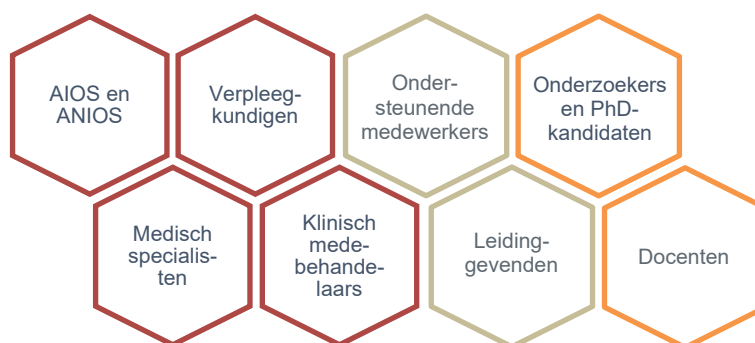 AIOS en
ANIOS
Verpleeg-
kundigen
Onder-
steunende
medewerkers
Onderzoekers
en PhD-
kandidaten
Medisch
specialis-
ten
Klinisch
mede-
behande-
laars
Leiding-
gevenden
Docenten